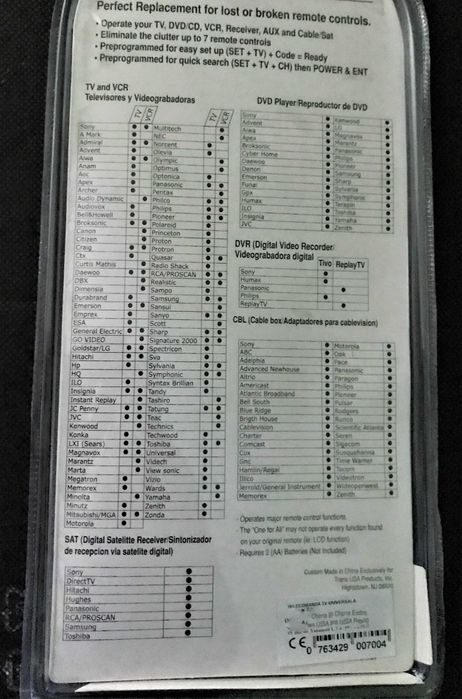 Perfect Replacement for lost or broken remote controls.
• Operate your TV, DVD/CD, VCR, Receiver, AUX and Cable/Sat
• Eliminate the clutter up to 7 remote controls
• Preprogrammed for easy set up (SET + TV) + Code = Ready
• Preprogrammed for quick search (SET + TV + CH) then POWER & ENT
TV and VCR
Televisores y Videograbadoras
TV VCR TV VCR
Sony Multitech
A Mark NEC
Admiral Norcent
Advent Olevia
Aiwa Olympic
Anam Optimus
Aoc Optonica
Apex Panasonic
Archer Pentax
Audio Dynamic Philco
Audiovox Philips
Bell&Howell Pioneer
Broksonic Polaroid
Canon Princeton
Citizen Proton
Craig Protron
Ctx Quasar
Curtis Mathis Radio Shack
Daewoo RCA/PROSCAN
DBX Realistic
Dimensia Sampo
Durabrand Samsung
Emerson Sansui
Emprex Sanyo
ESA Scott
General Electric Sharp
GO VIDEO Signature 2000
Goldstar/LG Spectricon
Hitachi Sva
Hp Sylvania
HQ Symphonic
ILO Syntax Brillian
Insignia Tandy
Instant Replay Tashiro
JC Penny Tatung
JVC Teac
Kenwood Technics
Konka Techwood
LXI (Sears) Toshiba
Magnavox Universal
Marantz Videch
Marta View sonic
Megatron Vizio
Memorex Wards
Minolta Yamaha
Minutz Zenith
Mitsubishi/MGA Zonda
Motorola
SAT (Digital Satellite Receiver/Sintonizador
de recepcion via satelite digital)
Sony
DirectTV
Hitachi
Hughes
Panasonic
RCA/PROSCAN
Samsung
Toshiba
DVD Player/Reproductor de DVD
Sony Kenwood
Advent LG
Aiwa Magnavox
Apex Marantz
Broksonic Panasonic
Cyber Home Philips
Daewoo Pioneer
Denon Samsung
Emerson Sharp
Funai Sylvania
Gpx Symphonic
Humax Terapin
ILO Toshiba
Insignia Yamaha
JVC Zenith
DVR (Digital Video Recorder/
Videograbadora digital)
Tivo ReplayTV
Sony
Humax
Panasonic
Philips
ReplayTV
CBL (Cable box/Adaptadores para cablevision)
Sony Motorola
ABC Oak
Adelphia Pace
Advanced Newhouse Panasonic
Altrio Paragon
Americast Philips
Atlantic Broadband Pioneer
Bell South Pulsar
Blue Ridge Rodgers
Brigth House Runco
Cablevision Scientific Atlanta
Charter Seren
Comcast Sigecom
Cox Susquehannna
Gnc Time Warner
Hamlin/Regal Tocom
Illico Videotron
Jerrold/General Instrument Wideopenwest
Memorex Zenith
· Operates major remote control functions.
The "One for All" may not operate every function found
on your original remote (ie: LCD function)
· Requires 2 (AA) Batteries (Not Included)
Custom Made in China Exclusively for
Trans USA Products, Inc.
Hightstown, NJ
CE 0 763429 007004